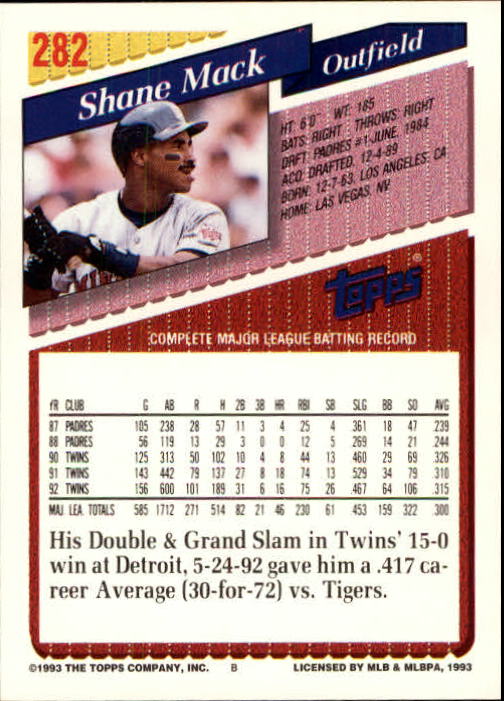 282
Shane Mack
Outfield
HT: 6'0" WT: 185
BATS: RIGHT THROWS: RIGHT
DRFT: PADRES #1-JUNE, 1984
ACQ: DRAFTED, 12-4-89
BORN: 12-7-63, LOS ANGELES, CA
HOME: LAS VEGAS, NV
topps®
COMPLETE MAJOR LEAGUE BATTING RECORD
YR CLUB G AB R H 2B 3B HR RBI SB SLG BB SO AVG
87 PADRES 105 238 28 57 11 3 4 25 4 .361 18 47 .239
88 PADRES 56 119 13 29 3 0 0 12 5 .269 14 21 .244
90 TWINS 125 313 50 102 10 4 8 44 13 .460 29 69 .326
91 TWINS 143 442 79 137 27 8 18 74 13 .529 34 79 .310
92 TWINS 156 600 101 189 31 6 16 75 26 .467 64 106 .315
MAJ. LEA. TOTALS 585 1712 271 514 82 21 46 230 61 .453 159 322 .300
His Double & Grand Slam in Twins' 15-0
win at Detroit, 5-24-92 gave him a .417 ca-
reer Average (30-for-72) vs. Tigers.
©1993 THE TOPPS COMPANY, INC. B LICENSED BY MLB & MLBPA, 1993